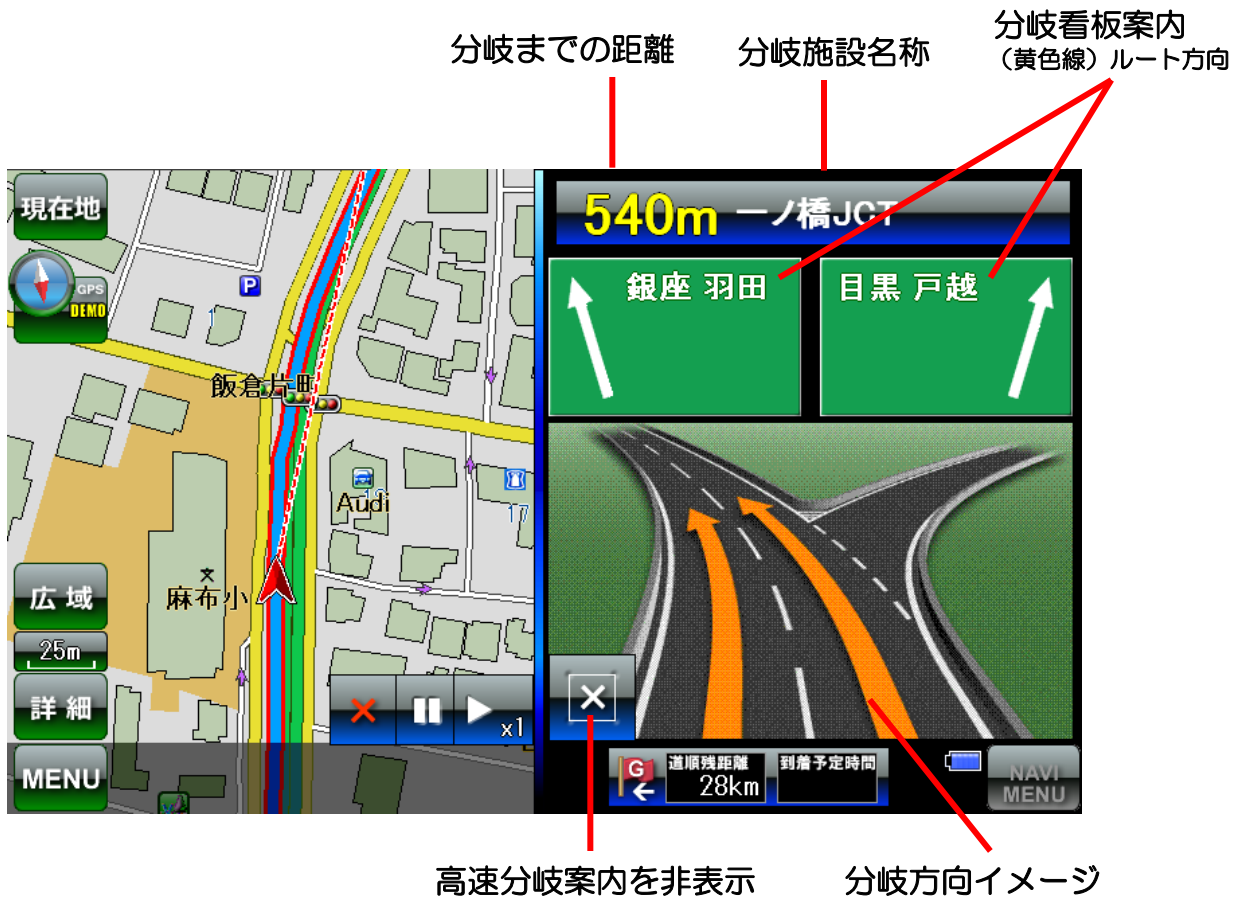 分岐までの距離
分岐施設名称
分岐看板案内
（黄色線）ルート方向
現在地
GPS
DEMO
P
1
飯倉片町
Audi
16
17
文
麻布小
広域
25m
詳細
MENU
x1
540m 一ノ橋JCT
銀座 羽田
目黒 戸越
G
道順残距離
28km
到着予定時間
NAVI
MENU
高速分岐案内を非表示
分岐方向イメージ